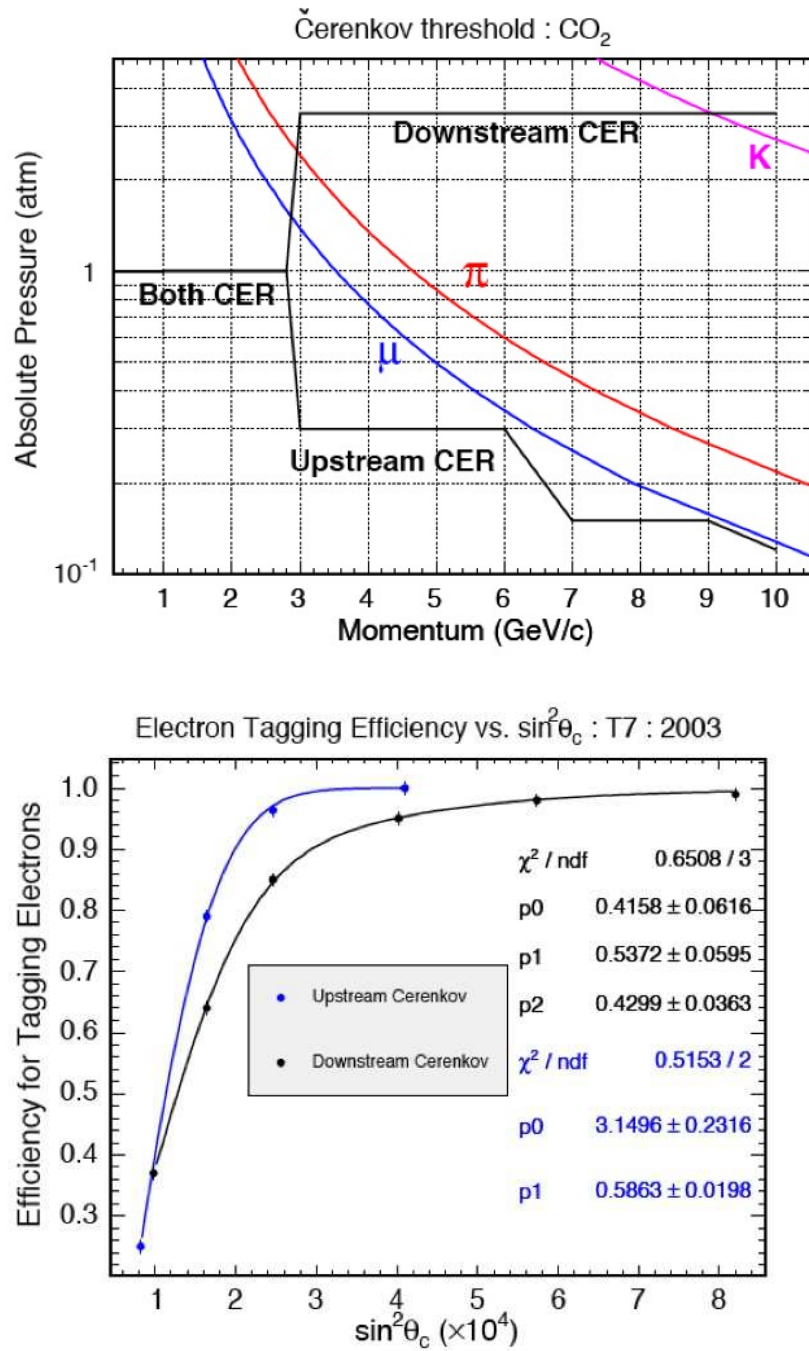 Čerenkov threshold : CO2
Absolute Pressure (atm)
1
10-1
Downstream CER
K
Both CER
π
μ
Upstream CER
1 2 3 4 5 6 7 8 9 10
Momentum (GeV/c)
Electron Tagging Efficiency vs. sin2θc : T7 : 2003
Efficiency for Tagging Electrons
1.0
0.9
0.8
0.7
0.6
0.5
0.4
0.3
χ2 / ndf 0.6508 / 3
p0 0.4158 ± 0.0616
p1 0.5372 ± 0.0595
p2 0.4299 ± 0.0363
χ2 / ndf 0.5153 / 2
p0 3.1496 ± 0.2316
p1 0.5863 ± 0.0198
Upstream Cerenkov
Downstream Cerenkov
1 2 3 4 5 6 7 8
sin2θc (×104)